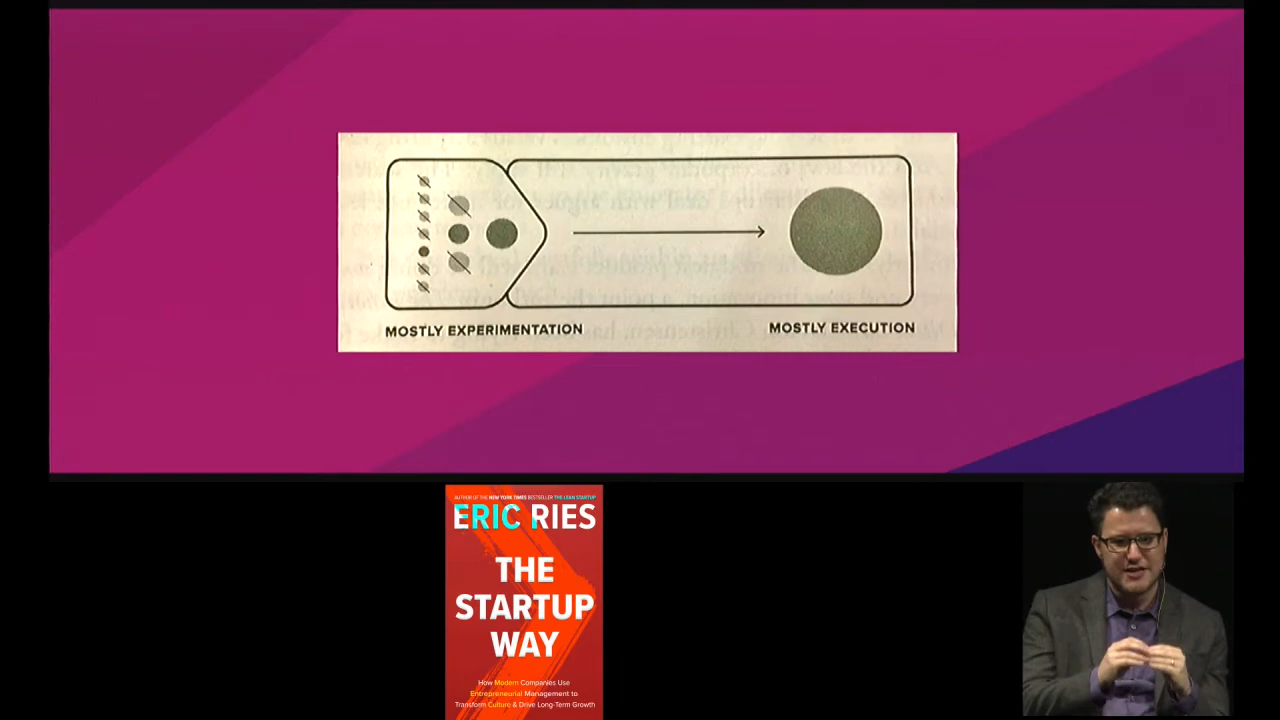 MOSTLY EXPERIMENTATION
MOSTLY EXECUTION
AUTHOR OF THE NEW YORK TIMES BESTSELLER THE LEAN STARTUP
ERIC RIES
THE
STARTUP
WAY
How Modern Companies Use
Entrepreneurial Management to
Transform Culture & Drive Long-Term Growth